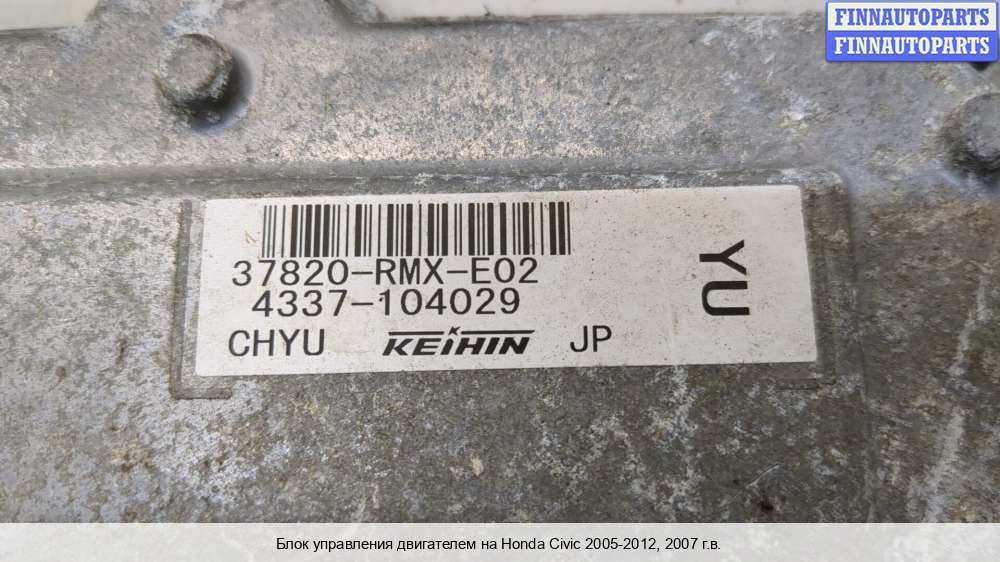 FINNAUTOPARTS
FINNAUTOPARTS
37820-RMX-E02
4337-104029
CHYU KEIHIN JP
YU
Блок управления двигателем на Honda Civic 2005-2012, 2007 г.в.